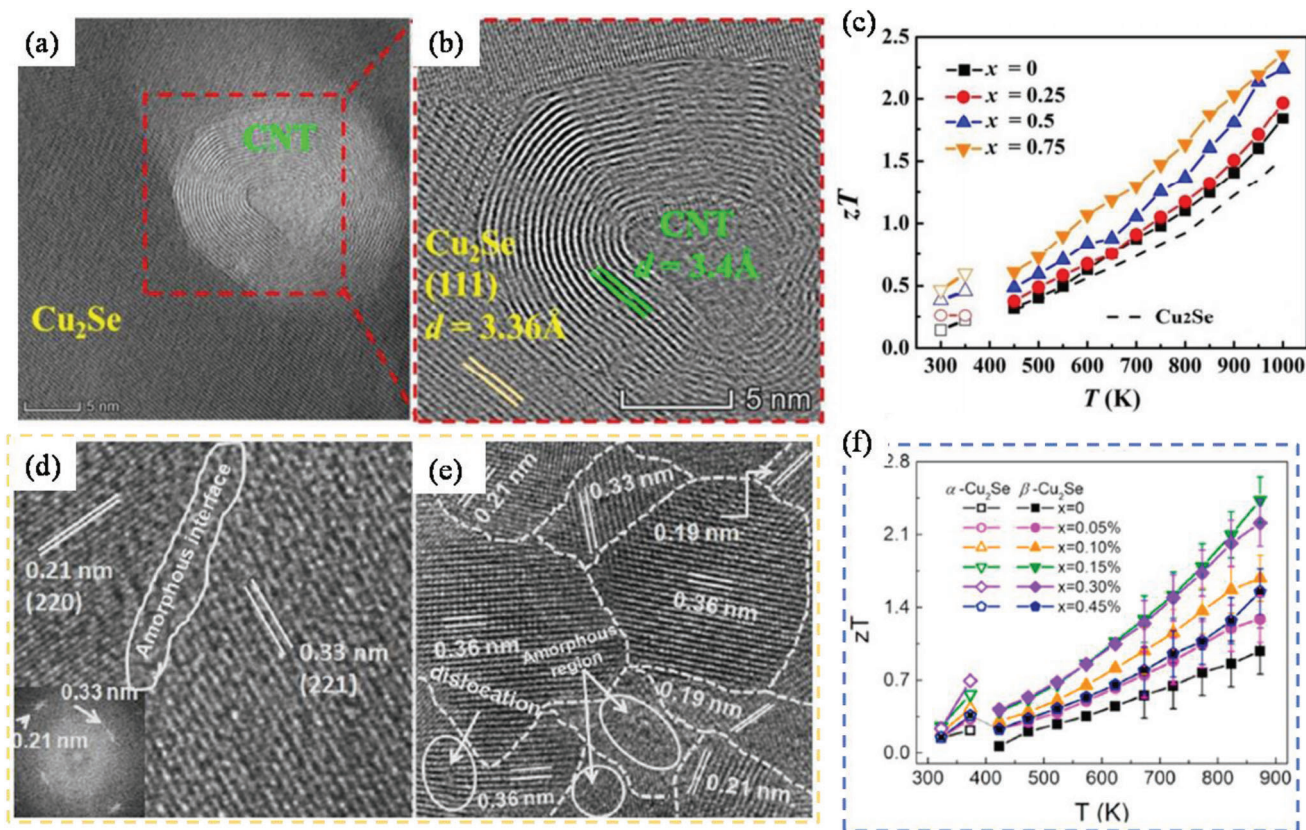 (a)
CNT
Cu₂Se
5 nm
(b)
Cu₂Se
(111)
d = 3.36Å
CNT
d = 3.4Å
5 nm
(c)
2.5
2.0
1.5
1.0
0.5
0.0
zT
x = 0
x = 0.25
x = 0.5
x = 0.75
Cu₂Se
300 400 500 600 700 800 900 1000
T (K)
(d)
0.21 nm
(220)
Amorphous interface
0.33 nm
(221)
0.33 nm
0.21 nm
(e)
0.21 nm
0.33 nm
0.19 nm
0.36 nm
0.36 nm
Amorphous
region
dislocation
0.19 nm
0.36 nm
0.21 nm
(f)
2.8
2.1
1.4
0.7
0.0
zT
α-Cu₂Se β-Cu₂Se
x=0
x=0.05%
x=0.10%
x=0.15%
x=0.30%
x=0.45%
300 400 500 600 700 800 900
T (K)